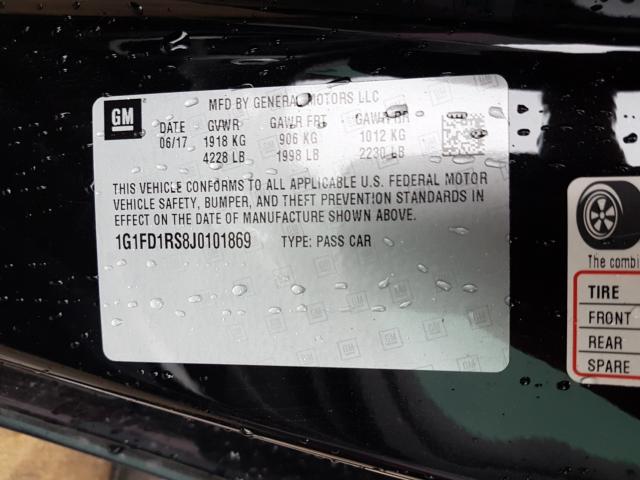 GM
MFD BY GENERAL MOTORS LLC
DATE GVWR GAWR FRT GAWR RR
06/17 1918 KG 906 KG 1012 KG
4228 LB 1998 LB 2230 LB
THIS VEHICLE CONFORMS TO ALL APPLICABLE U.S. FEDERAL MOTOR
VEHICLE SAFETY, BUMPER, AND THEFT PREVENTION STANDARDS IN
EFFECT ON THE DATE OF MANUFACTURE SHOWN ABOVE.
1G1FD1RS8J0101869 TYPE: PASS CAR
The combi
TIRE
FRONT
REAR
SPARE